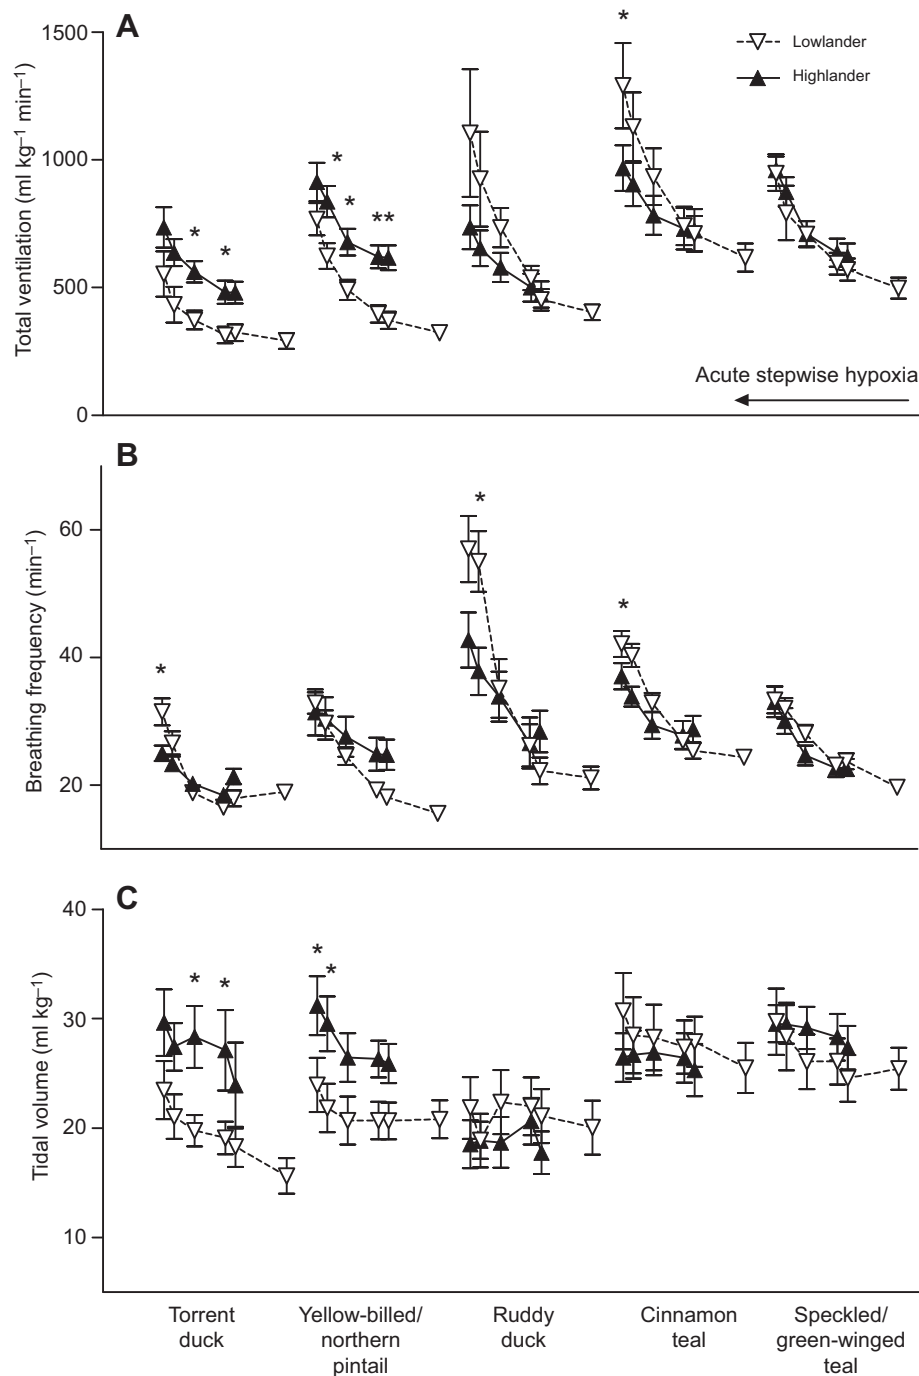 A
1500
1000
500
0
Total ventilation (ml kg⁻¹ min⁻¹)
*
*
*
*
**
*
Lowlander
Highlander
Acute stepwise hypoxia
B
60
40
20
Breathing frequency (min⁻¹)
*
*
*
C
40
30
20
10
Tidal volume (ml kg⁻¹)
*
*
*
*
Torrent
duck
Yellow-billed/
northern
pintail
Ruddy
duck
Cinnamon
teal
Speckled/
green-winged
teal